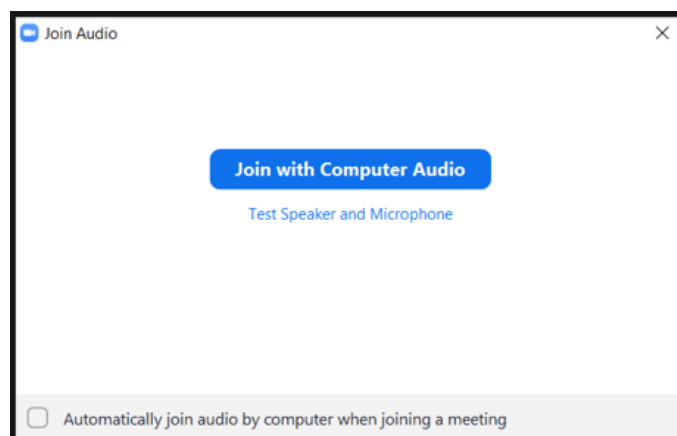 Join Audio
Join with Computer Audio
Test Speaker and Microphone
Automatically join audio by computer when joining a meeting